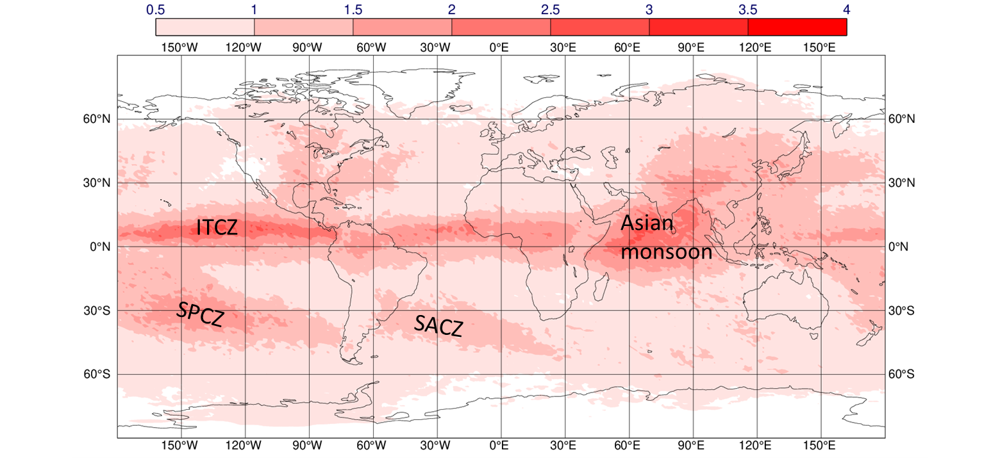 0.5 1 1.5 2 2.5 3 3.5 4
150°W 120°W 90°W 60°W 30°W 0°E 30°E 60°E 90°E 120°E 150°E
60°N 60°N
30°N 30°N
ITCZ
Asian
0°N 0°N
monsoon
SPCZ
30°S 30°S
SACZ
60°S 60°S
150°W 120°W 90°W 60°W 30°W 0°E 30°E 60°E 90°E 120°E 150°E